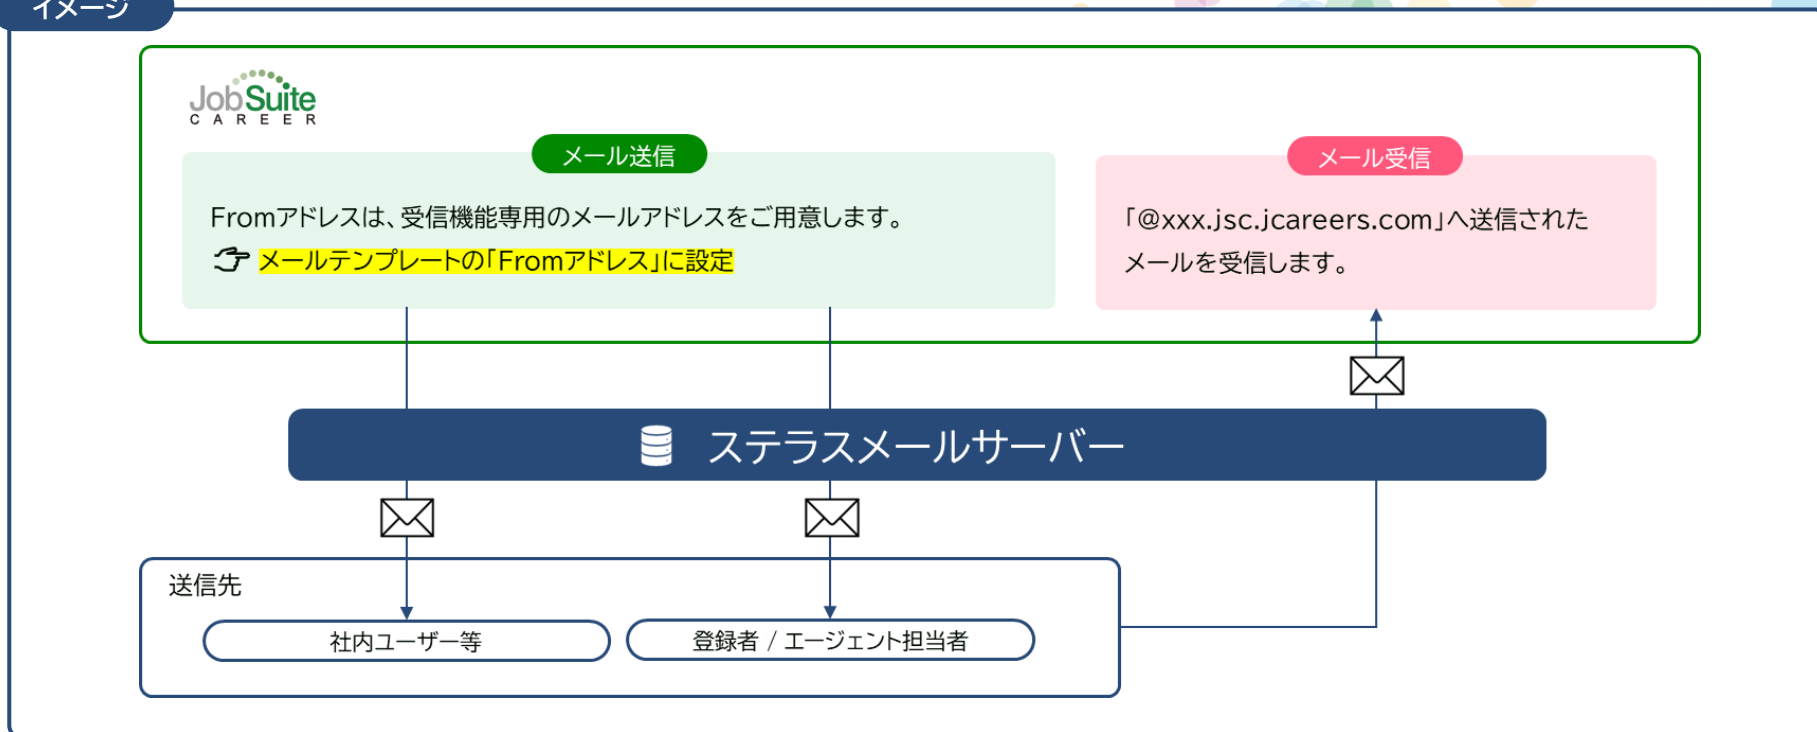 イメージ
JobSuite
CAREER
メール送信
Fromアドレスは、受信機能専用のメールアドレスをご用意します。
メールテンプレートの「Fromアドレス」に設定
メール受信
「@xxx.jsc.jcareers.com」へ送信された
メールを受信します。
ステラスメールサーバー
送信先
社内ユーザー等
登録者 / エージェント担当者